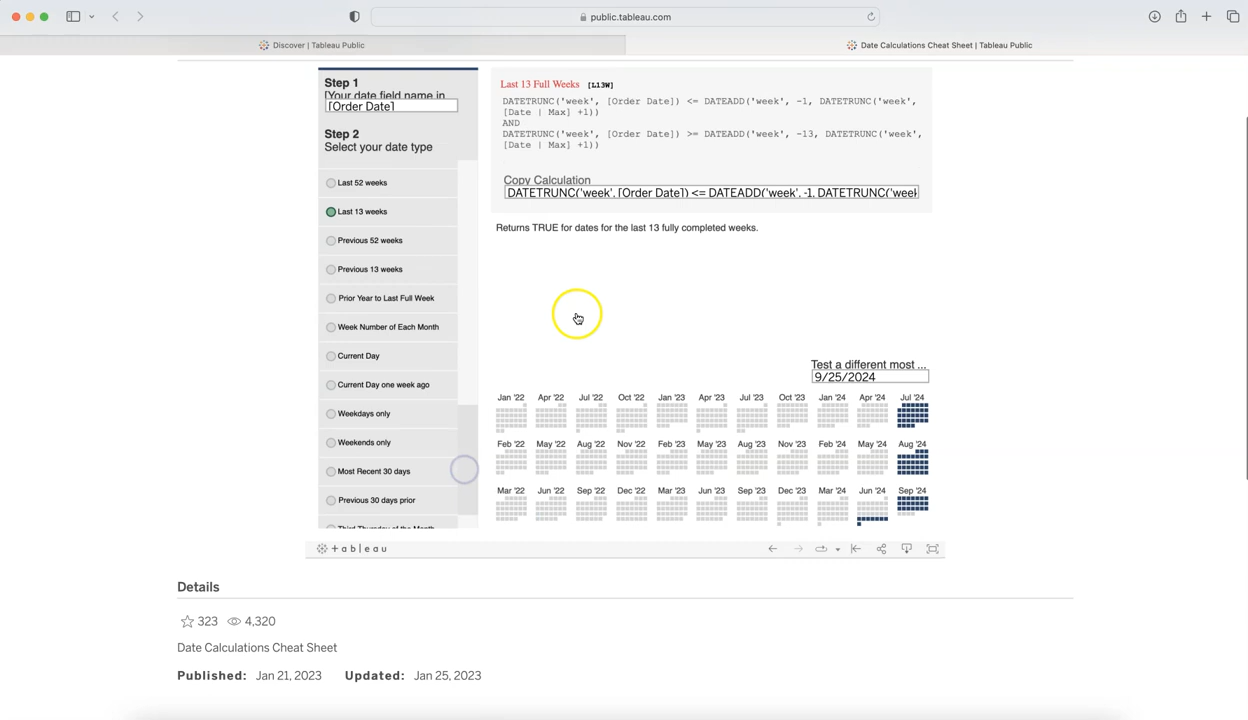 public.tableau.com
Discover | Tableau Public
Date Calculations Cheat Sheet | Tableau Public
Step 1
[Your date field name in
[Order Date]
Step 2
Select your date type
Last 52 weeks
Last 13 weeks
Previous 52 weeks
Previous 13 weeks
Prior Year to Last Full Week
Week Number of Each Month
Current Day
Current Day one week ago
Weekdays only
Weekends only
Most Recent 30 days
Previous 30 days prior
Third Thursday of the Month
Last 13 Full Weeks [L13W]
DATETRUNC('week', [Order Date]) <= DATEADD('week', -1, DATETRUNC('week',
[Date | Max] +1))
AND
DATETRUNC('week', [Order Date]) >= DATEADD('week', -13, DATETRUNC('week',
[Date | Max] +1))
Copy Calculation
DATETRUNC('week', [Order Date]) <= DATEADD('week', -1, DATETRUNC('week
Returns TRUE for dates for the last 13 fully completed weeks.
Test a different most ...
9/25/2024
Jan '22 Apr '22 Jul '22 Oct '22 Jan '23 Apr '23 Jul '23 Oct '23 Jan '24 Apr '24 Jul '24
Feb '22 May '22 Aug '22 Nov '22 Feb '23 May '23 Aug '23 Nov '23 Feb '24 May '24 Aug '24
Mar '22 Jun '22 Sep '22 Dec '22 Mar '23 Jun '23 Sep '23 Dec '23 Mar '24 Jun '24 Sep '24
+ a b | e a u
Details
323 4,320
Date Calculations Cheat Sheet
Published: Jan 21, 2023 Updated: Jan 25, 2023